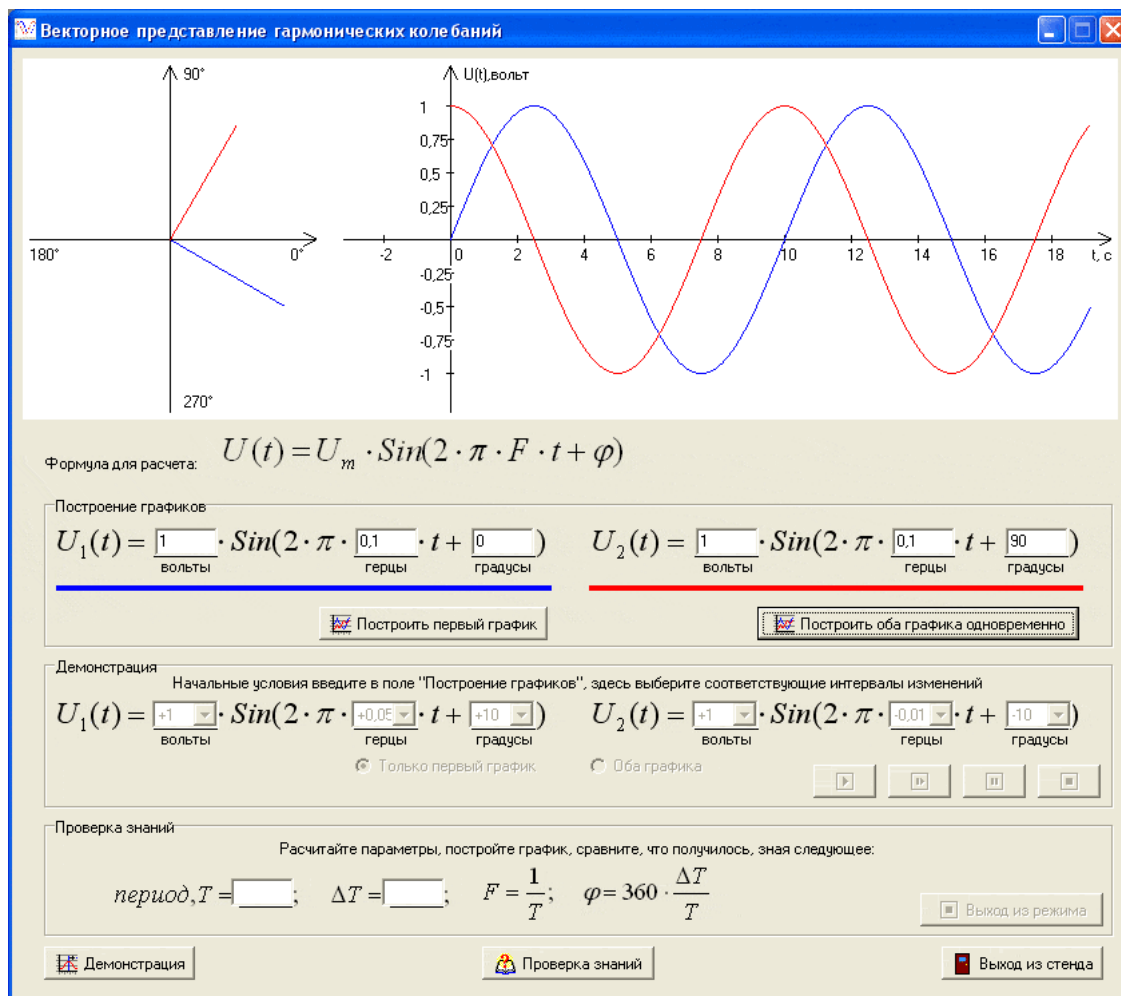 Векторное представление гармонических колебаний
90°
180°
0°
270°
U(t),вольт
1
0,75
0,5
0,25
-0,25
-0,5
-0,75
-1
-2 0 2 4 6 8 10 12 14 16 18 t, c
Формула для расчета: U(t) = U_m · Sin(2 · π · F · t + φ)
Построение графиков
U₁(t) = 1 · Sin(2 · π · 0,1 · t + 0)
вольты герцы градусы
U₂(t) = 1 · Sin(2 · π · 0,1 · t + 90)
вольты герцы градусы
Построить первый график
Построить оба графика одновременно
Демонстрация
Начальные условия введите в поле "Построение графиков", здесь выберите соответствующие интервалы изменений
U₁(t) = +1 · Sin(2 · π · +0,05 · t + +10)
вольты герцы градусы
U₂(t) = +1 · Sin(2 · π · -0,01 · t + -10)
вольты герцы градусы
Только первый график
Оба графика
Проверка знаний
Расчитайте параметры, постройте график, сравните, что получилось, зная следующее:
период, T = ; ΔT = ; F = 1/T; φ = 360 · ΔT/T
Выход из режима
Демонстрация
Проверка знаний
Выход из стенда